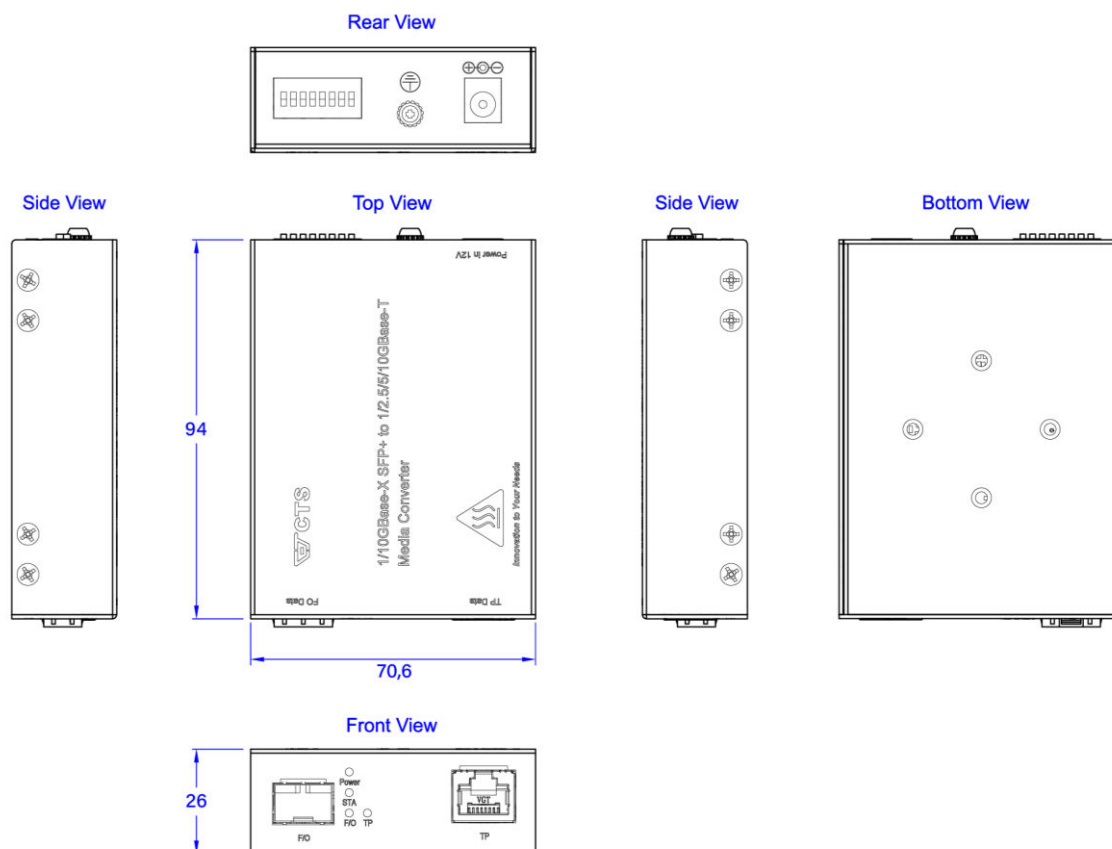 Rear View
Side View
Top View
Side View
Bottom View
Power in 12V
1/10GBase-X SFP+ to 1/2.5/5/10GBase-T
Media Converter
CTS
Innovation to Your Needs
FO Data
TP Data
94
70,6
Front View
26
Power
STA
F/O TP
F/O
VGT
TP